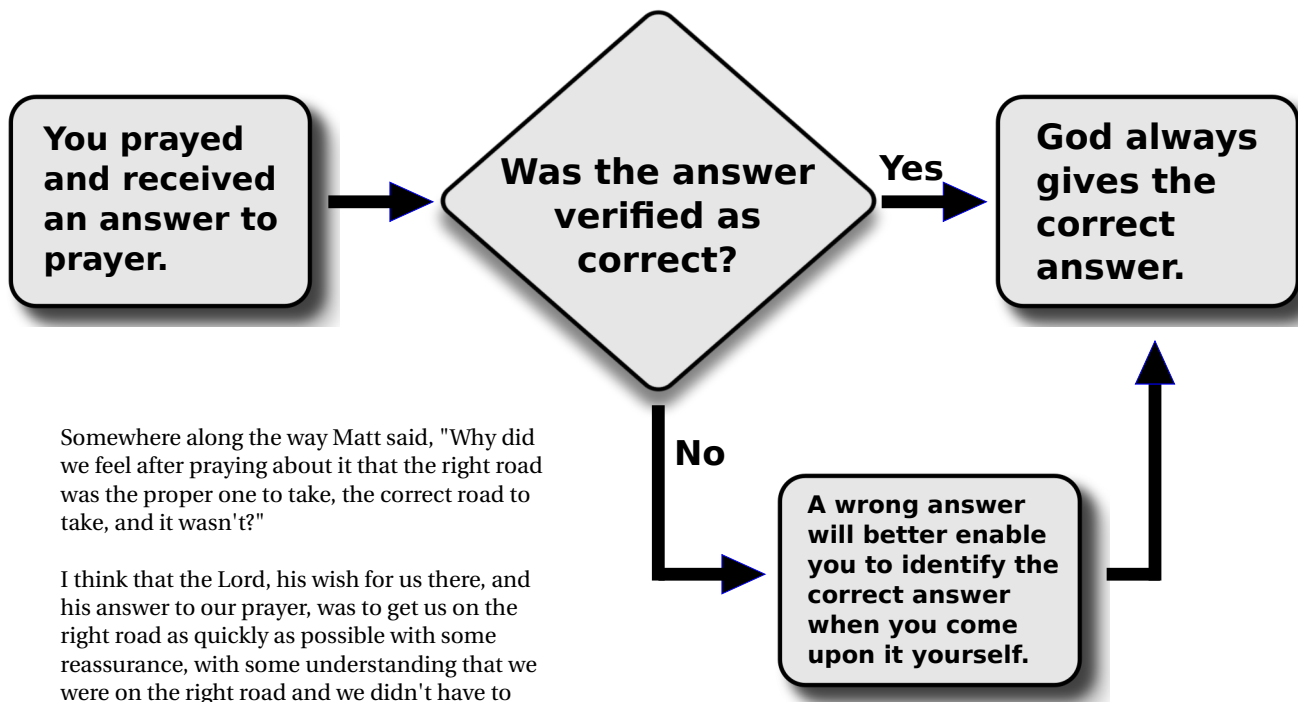 You prayed
and received
an answer to
prayer.
Was the answer
verified as
correct?
Yes
God always
gives the
correct
answer.
No
A wrong answer
will better enable
you to identify the
correct answer
when you come
upon it yourself.
Somewhere along the way Matt said, "Why did
we feel after praying about it that the right road
was the proper one to take, the correct road to
take, and it wasn't?"
I think that the Lord, his wish for us there, and
his answer to our prayer, was to get us on the
right road as quickly as possible with some
reassurance, with some understanding that we
were on the right road and we didn't have to